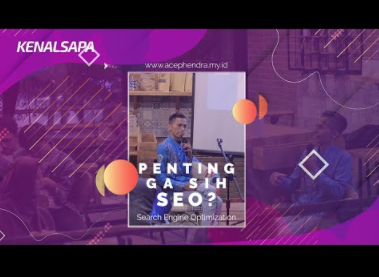 KENALSAPA
www.acephendra.my.id
PENTING
GA SIH
SEO?
Search Engine Optimization